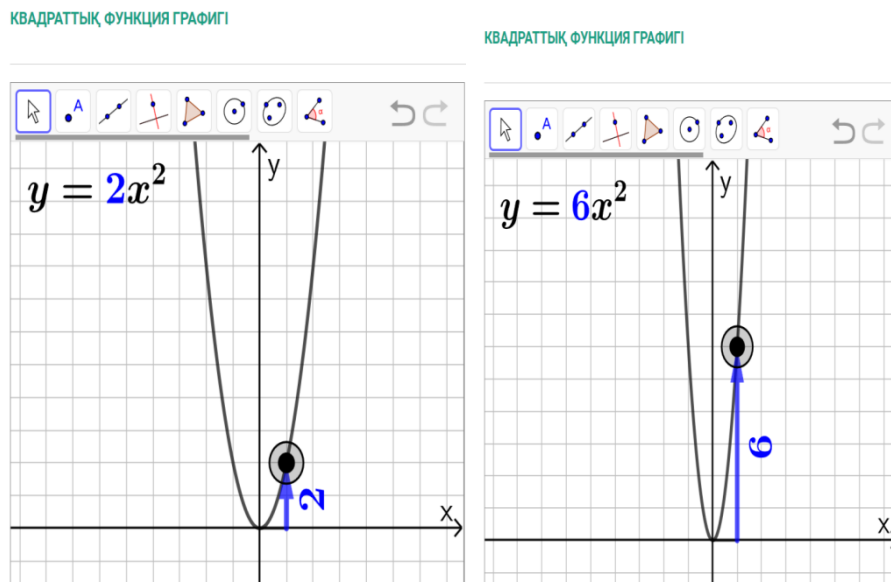 КВАДРАТТЫҚ ФУНКЦИЯ ГРАФИГІ
A
α
y = 2x²
y
2
x
КВАДРАТТЫҚ ФУНКЦИЯ ГРАФИГІ
A
α
y = 6x²
y
6
x